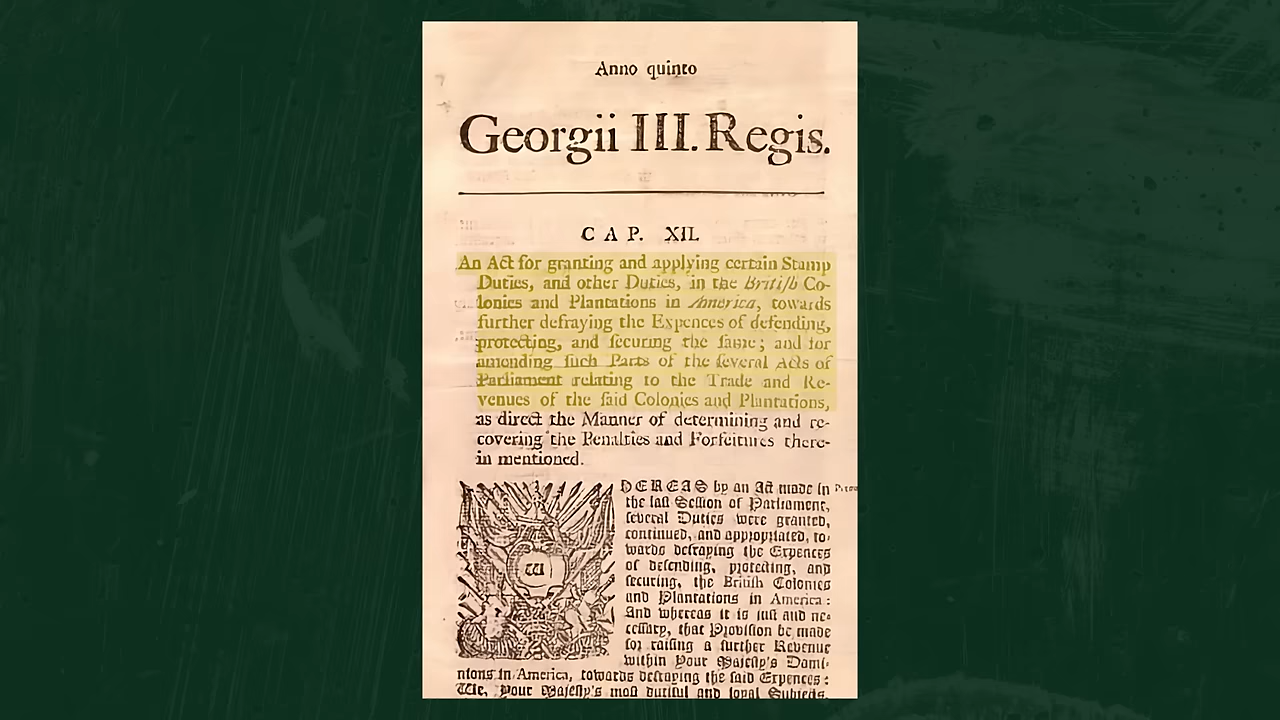 Anno quinto
Georgii III. Regis.
CAP. XII.
An Act for granting and applying certain Stamp
Duties, and other Duties, in the Britiſh Co-
lonies and Plantations in America, towards
further defraying the Expences of defending,
protecting, and ſecuring the ſame; and for
amending ſuch Parts of the ſeveral Acts of
Parliament relating to the Trade and Re-
venues of the ſaid Colonies and Plantations,
as direct the Manner of determining and re-
covering the Penalties and Forfeitures there-
in mentioned.
HEREAS by an Act made in
the laſt Seſſion of Parliament,
ſeveral Duties were granted,
continued, and appropriated, to-
wards defraying the Expences
of defending, protecting, and
ſecuring, the Britiſh Colonies
and Plantations in America:
And whereas it is juſt and ne-
ceſſary, that Proviſion be made
for raiſing a further Revenue
within Your Majeſty's Domi-
nions in America, towards defraying the ſaid Expences:
We, Your Majeſty's moſt dutiful and loyal Subjects,